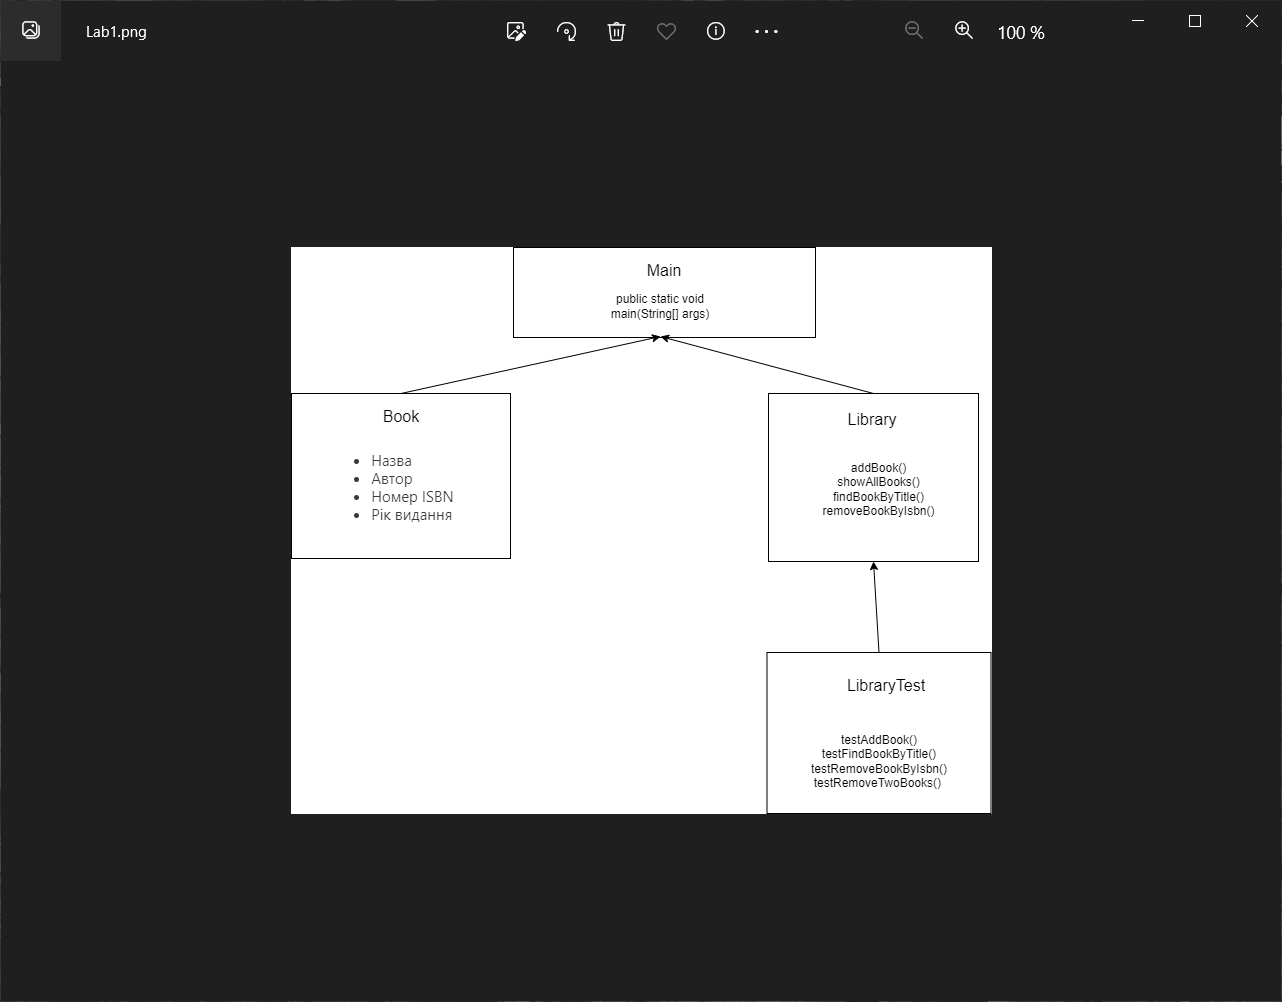 Lab1.png
100 %
Main
public static void
main(String[] args)
Book
Назва
Автор
Номер ISBN
Рік видання
Library
addBook()
showAllBooks()
findBookByTitle()
removeBookByIsbn()
LibraryTest
testAddBook()
testFindBookByTitle()
testRemoveBookByIsbn()
testRemoveTwoBooks()